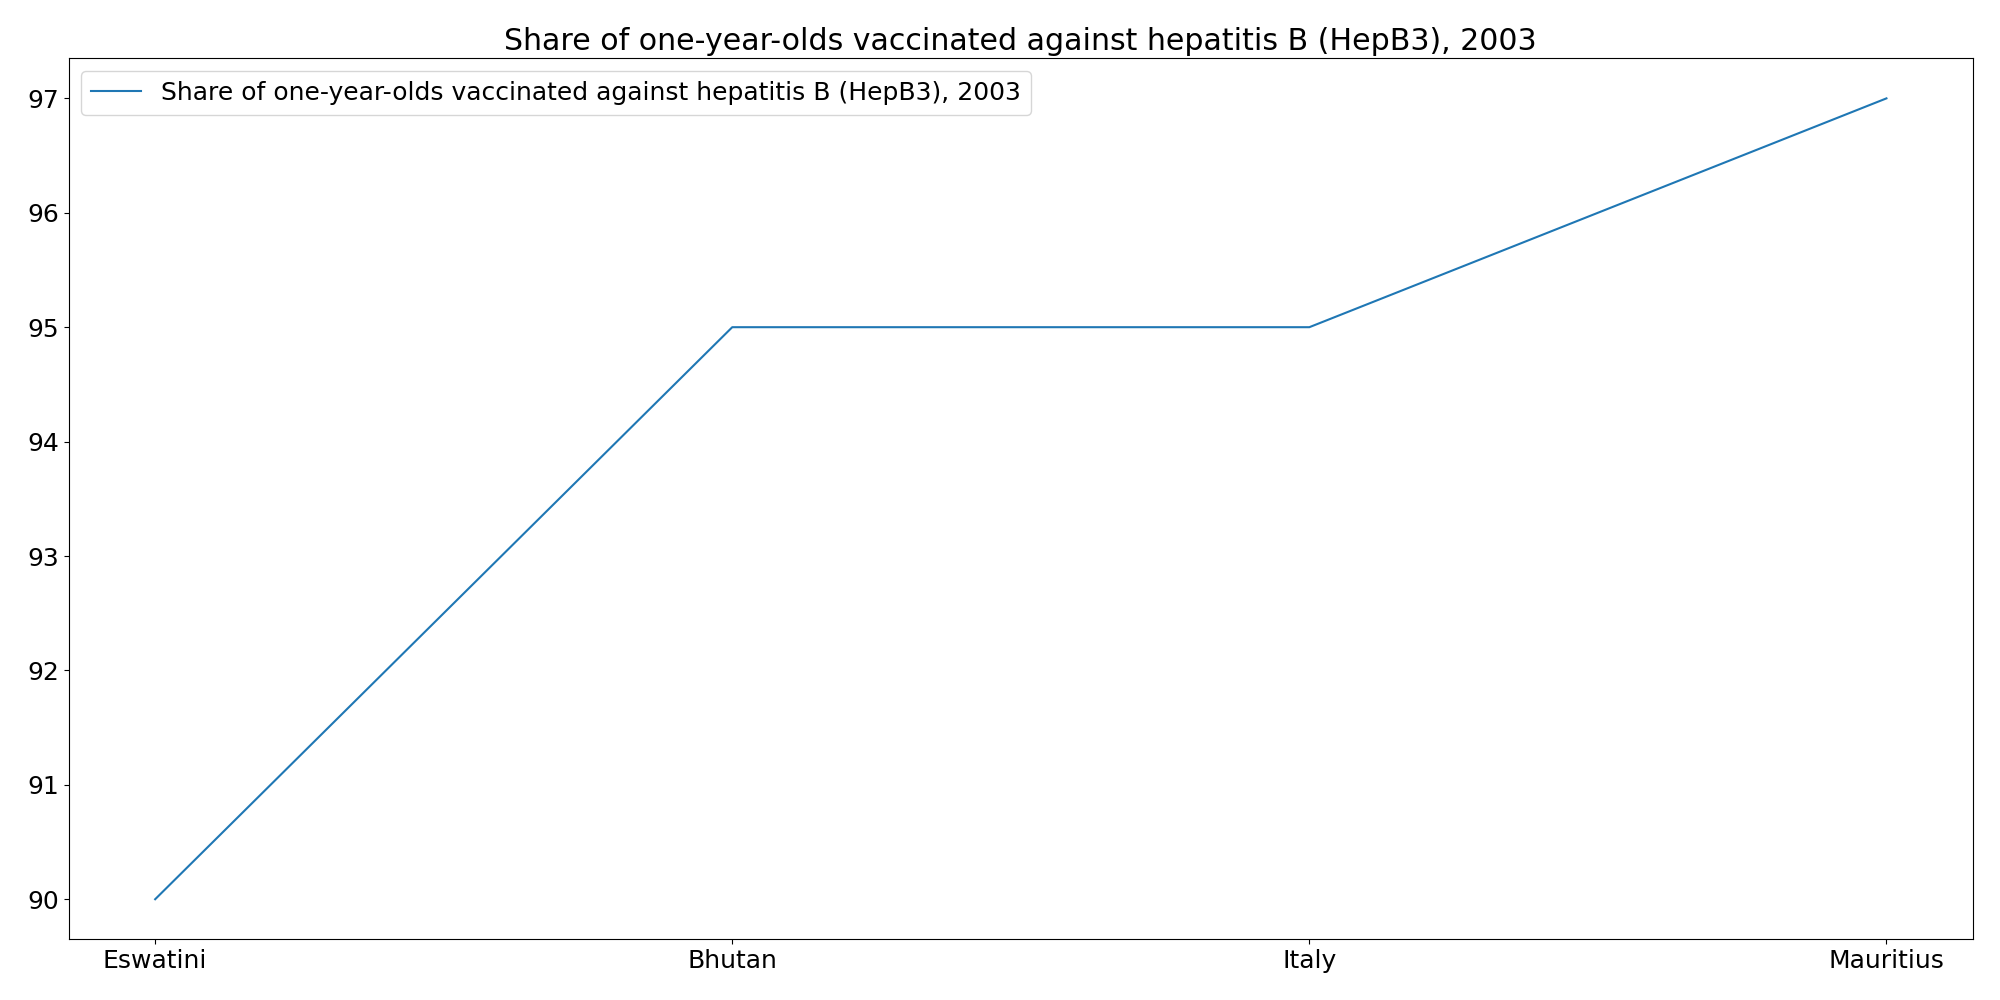 Share of one-year-olds vaccinated against hepatitis B (HepB3), 2003
Share of one-year-olds vaccinated against hepatitis B (HepB3), 2003
97
96
95
94
93
92
91
90
Eswatini Bhutan Italy Mauritius